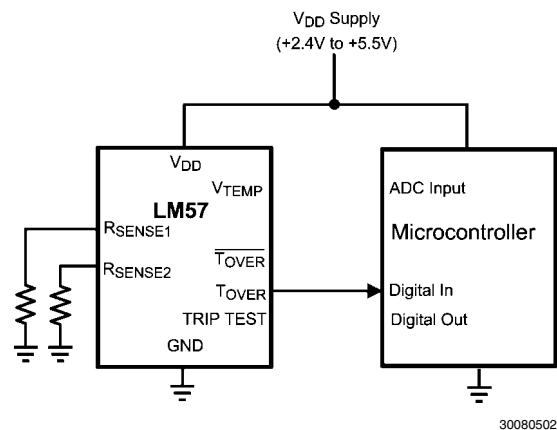 VDD Supply
(+2.4V to +5.5V)
VDD
VTEMP
LM57
RSENSE1
RSENSE2
TOVER
TOVER
TRIP TEST
GND
ADC Input
Microcontroller
Digital In
Digital Out
30080502